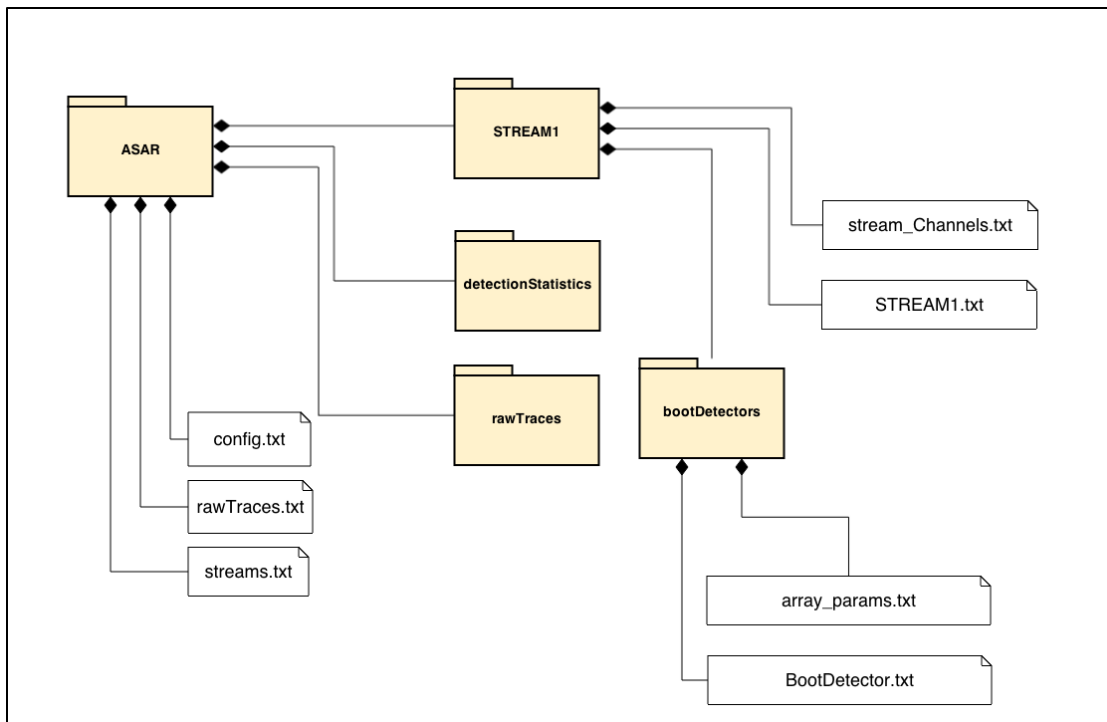 ASAR
STREAM1
stream_Channels.txt
detectionStatistics
STREAM1.txt
rawTraces
bootDetectors
config.txt
rawTraces.txt
streams.txt
array_params.txt
BootDetector.txt